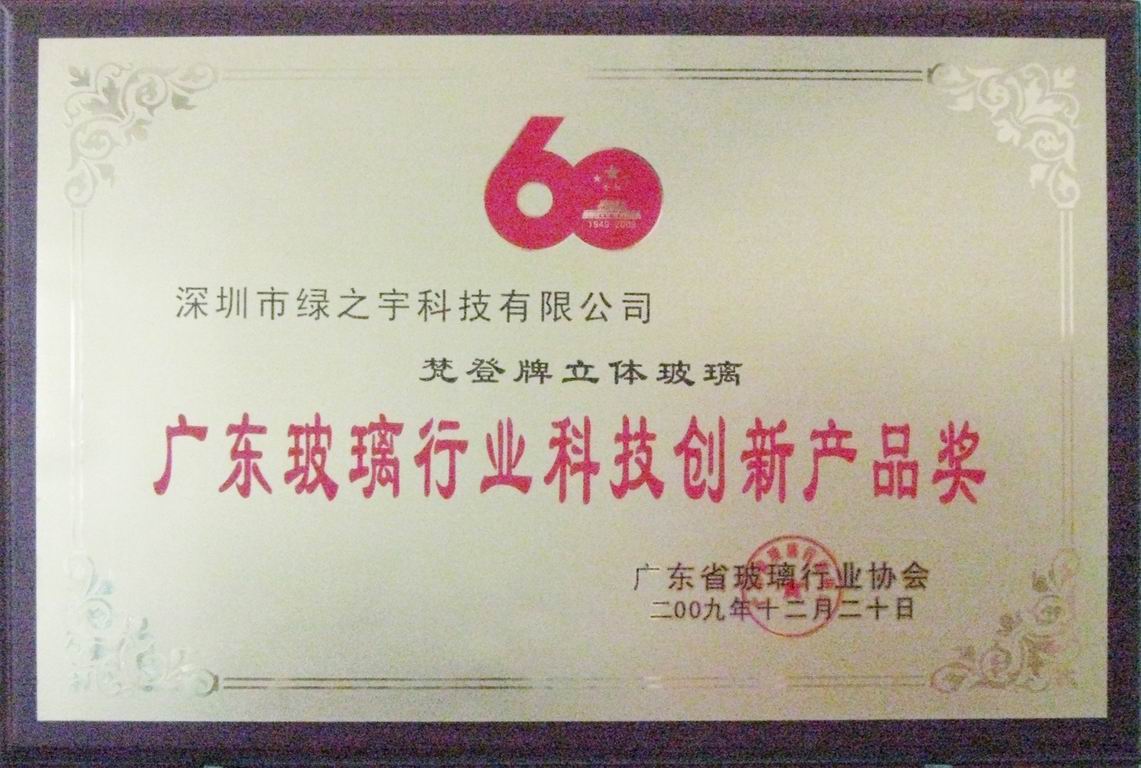 60
1949-2009
深圳市绿之宇科技有限公司
梵登牌立体玻璃
广东玻璃行业科技创新产品奖
广东省玻璃行业协会
二00九年十二月二十日